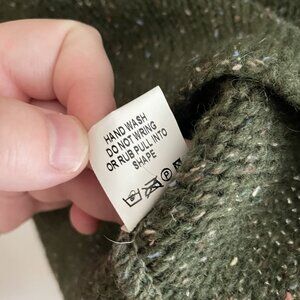 HAND WASH
DO NOT WRING
OR RUB PULL INTO
SHAPE
P